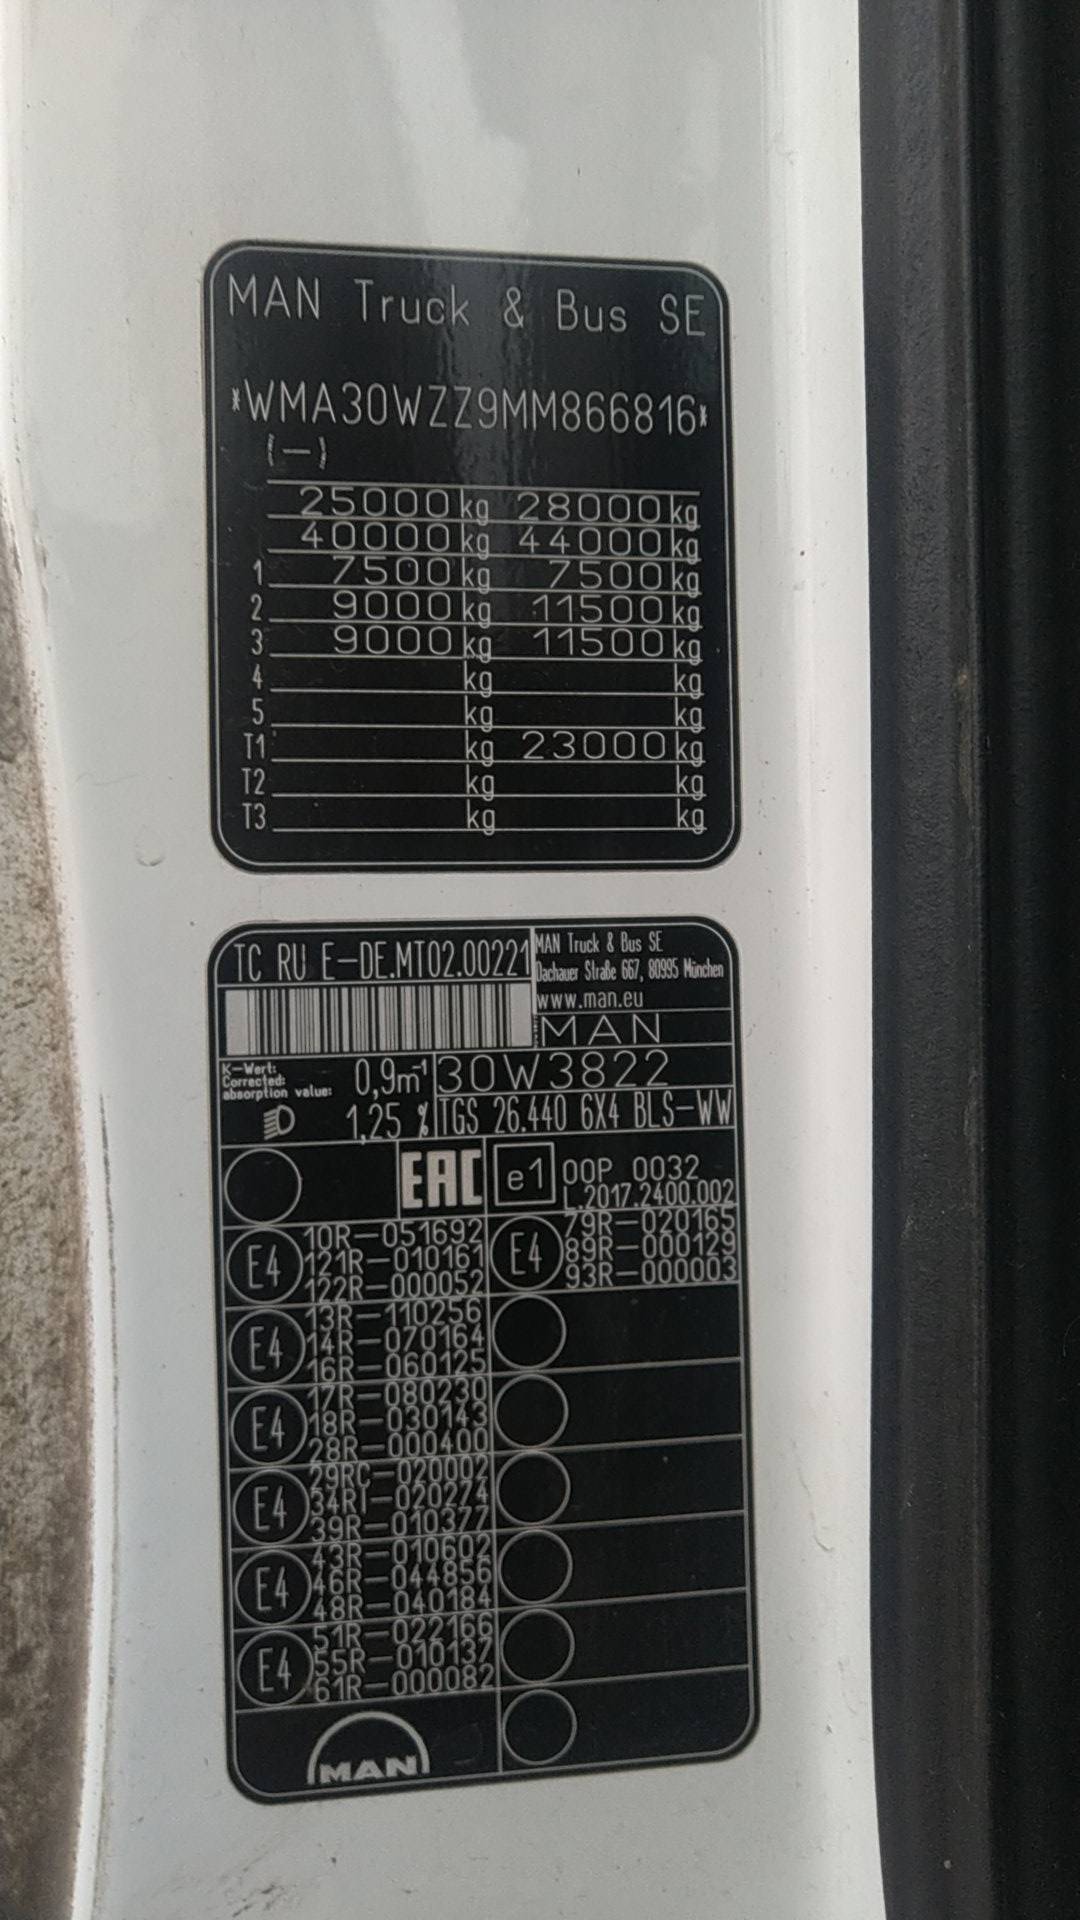 MAN Truck & Bus SE
*WMA30WZZ9MM866816*
(—)
25000 kg 28000 kg
40000 kg 44000 kg
1 7500 kg 7500 kg
2 9000 kg 11500 kg
3 9000 kg 11500 kg
4 kg kg
5 kg kg
T1 kg 23000 kg
T2 kg kg
T3 kg kg
TC RU E-DE.MT02.00221
MAN Truck & Bus SE
Dachauer Straße 667, 80995 München
www.man.eu
MAN
K-Wert:
Corrected
absorption value: 0,9m⁻¹
30W3822
1,25 %
TGS 26.440 6X4 BLS-WW
EAC
e1
00P 0032
L.2017.2400.002
E4
10R-051692
121R-010161
122R-000052
E4
79R-020165
89R-000129
93R-000003
E4
13R-110256
14R-070164
16R-060125
E4
17R-080230
18R-030143
28R-000400
E4
29RC-020002
34RI-020274
39R-010377
E4
43R-010602
46R-044856
48R-040184
E4
51R-022166
55R-010137
61R-000082
MAN